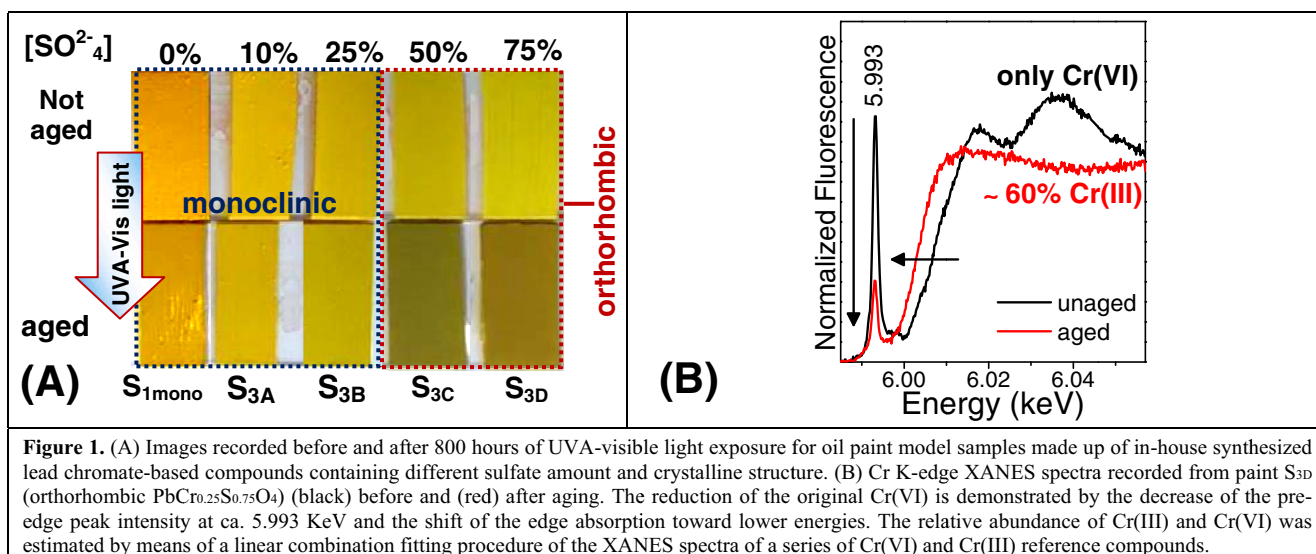 [SO²⁻₄] 0% 10% 25% 50% 75%
Not
aged
monoclinic
UVA-Vis light
orthorhombic
aged
(A)
S1mono S3A S3B S3C S3D
Normalized Fluorescence
5.993
only Cr(VI)
~ 60% Cr(III)
unaged
aged
(B)
6.00 6.02 6.04
Energy (keV)
Figure 1. (A) Images recorded before and after 800 hours of UVA-visible light exposure for oil paint model samples made up of in-house synthesized
lead chromate-based compounds containing different sulfate amount and crystalline structure. (B) Cr K-edge XANES spectra recorded from paint S3D
(orthorhombic PbCr0.25S0.75O4) (black) before and (red) after aging. The reduction of the original Cr(VI) is demonstrated by the decrease of the pre-
edge peak intensity at ca. 5.993 KeV and the shift of the edge absorption toward lower energies. The relative abundance of Cr(III) and Cr(VI) was
estimated by means of a linear combination fitting procedure of the XANES spectra of a series of Cr(VI) and Cr(III) reference compounds.